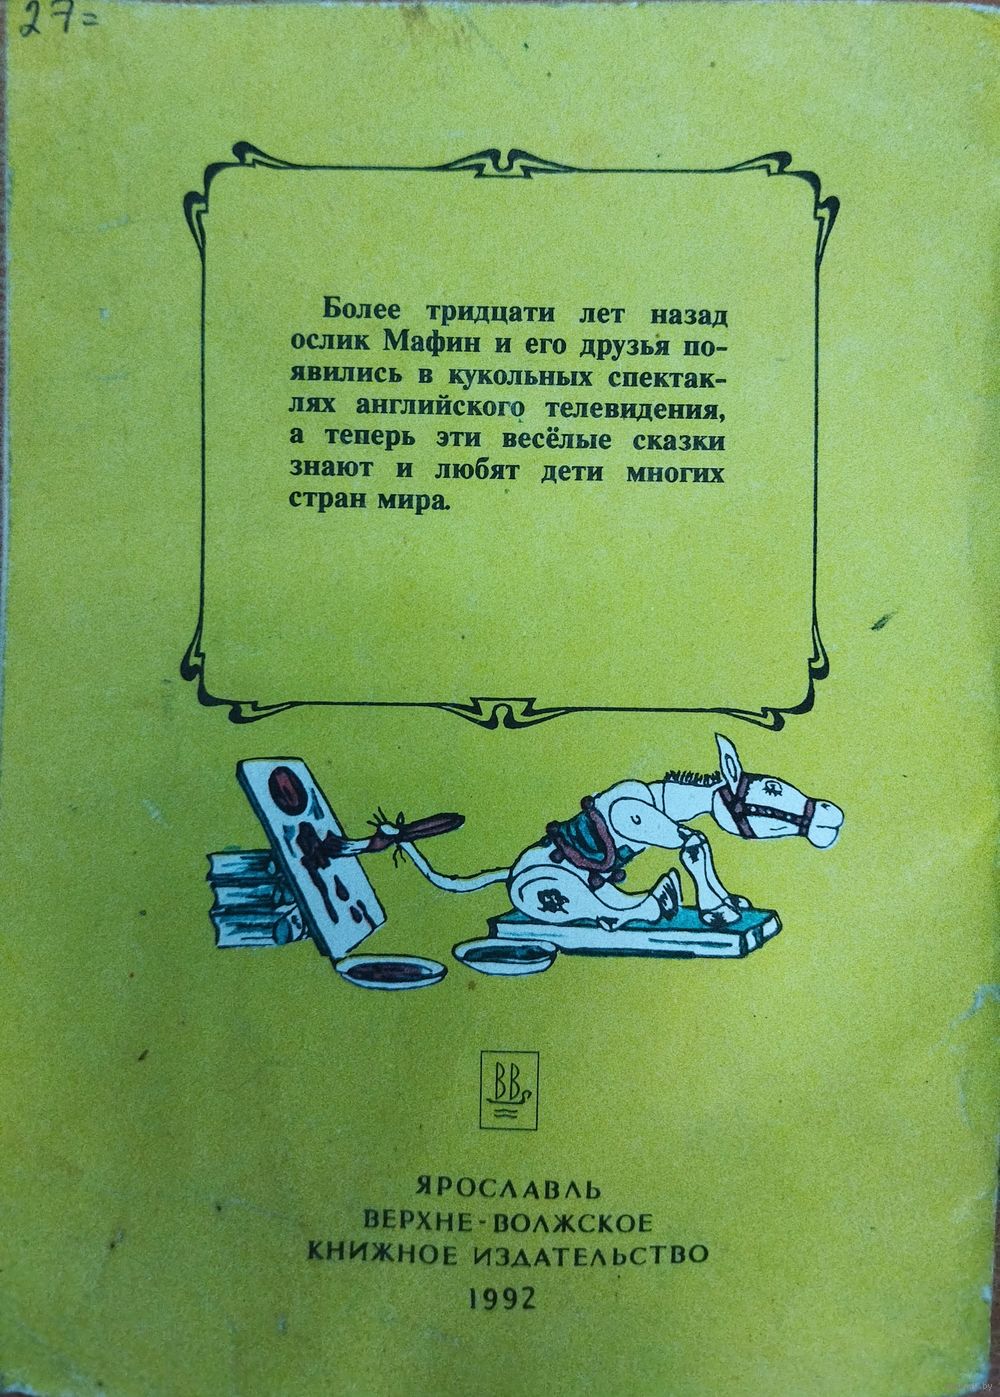 27=
Более тридцати лет назад
ослик Мафин и его друзья по-
явились в кукольных спектак-
лях английского телевидения,
а теперь эти весёлые сказки
знают и любят дети многих
стран мира.
ВВ
ЯРОСЛАВЛЬ
ВЕРХНЕ-ВОЛЖСКОЕ
КНИЖНОЕ ИЗДАТЕЛЬСТВО
1992